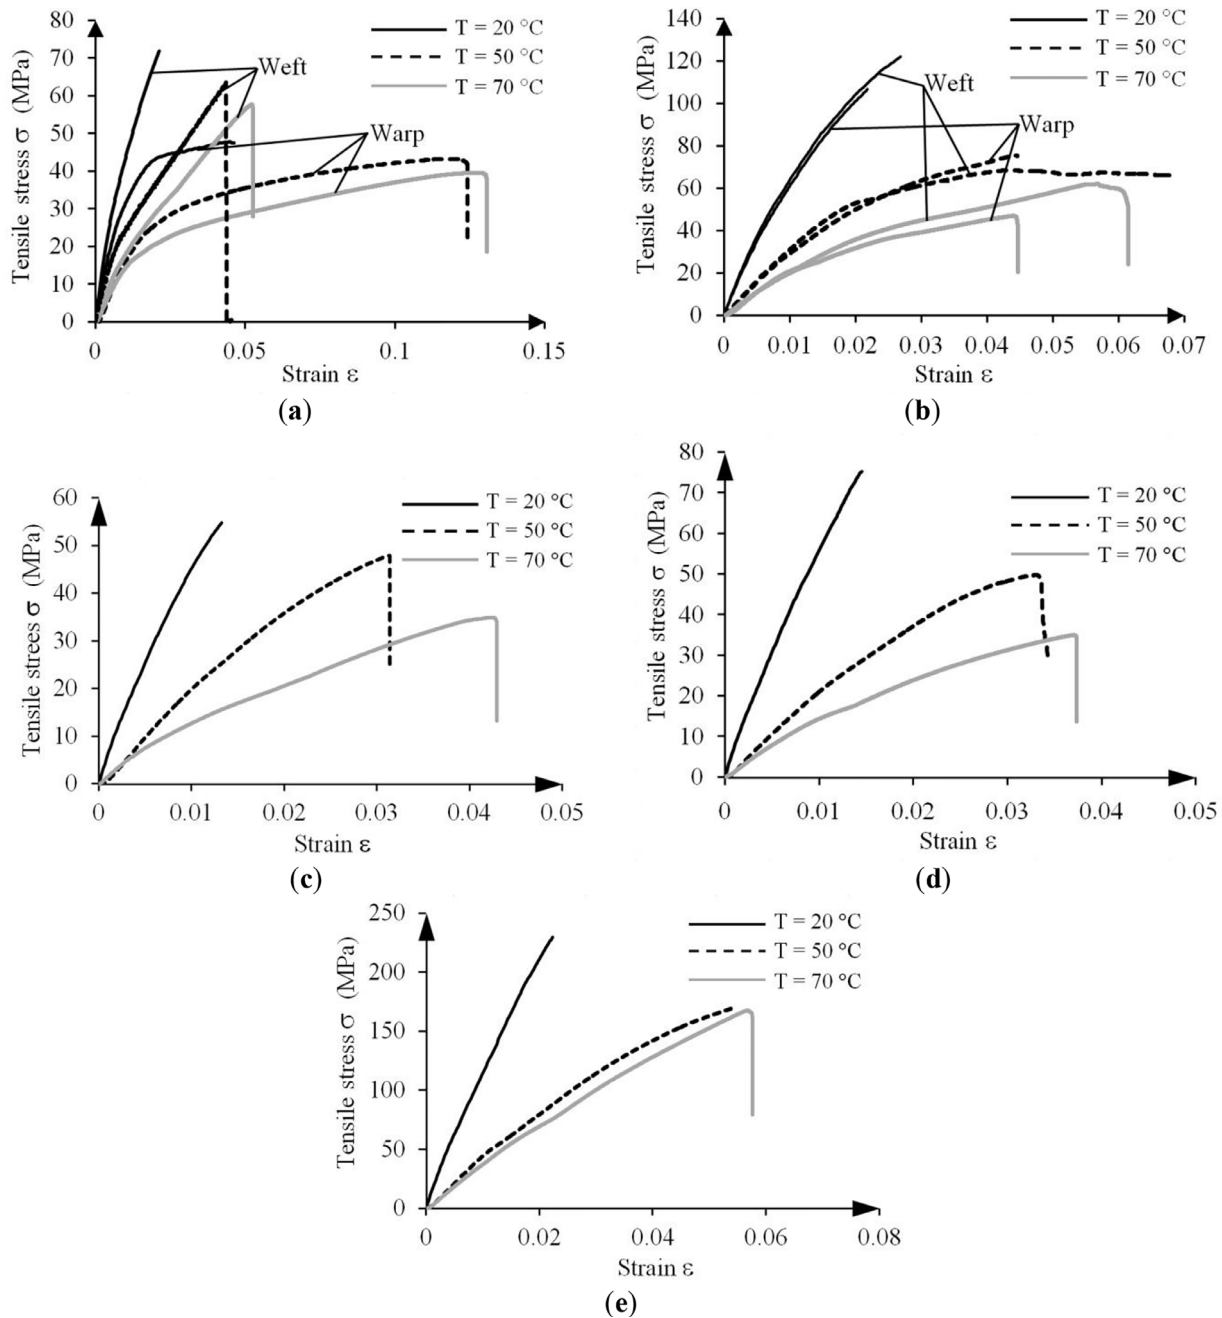 80
70
60
50
40
30
20
10
0
Tensile stress σ (MPa)
T = 20 °C
T = 50 °C
T = 70 °C
Weft
Warp
0
0.05
0.1
0.15
Strain ε
(a)
140
120
100
80
60
40
20
0
Tensile stress σ (MPa)
T = 20 °C
T = 50 °C
T = 70 °C
Weft
Warp
0
0.01
0.02
0.03
0.04
0.05
0.06
0.07
Strain ε
(b)
60
50
40
30
20
10
0
Tensile strees σ (MPa)
T = 20 °C
T = 50 °C
T = 70 °C
0
0.01
0.02
0.03
0.04
0.05
Strain ε
(c)
80
70
60
50
40
30
20
10
0
Tensile stress σ (MPa)
T = 20 °C
T = 50 °C
T = 70 °C
0
0.01
0.02
0.03
0.04
0.05
Strain ε
(d)
250
200
150
100
50
0
Tensile stress σ (MPa)
T = 20 °C
T = 50 °C
T = 70 °C
0
0.02
0.04
0.06
0.08
Strain ε
(e)